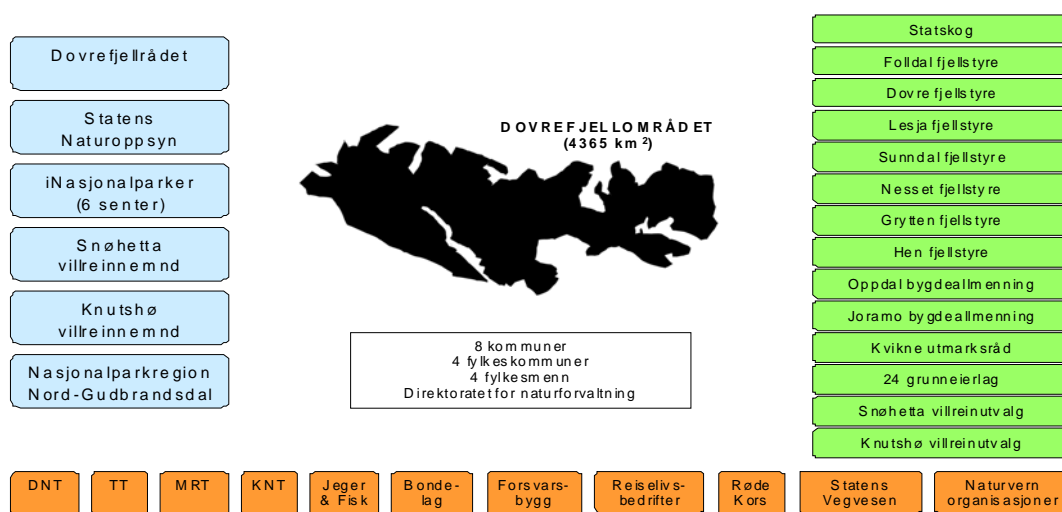 Dovrefjellrådet
Statens
Naturoppsyn
iNasjonalparker
(6 senter)
Snøhetta
villreinnemnd
Knutshø
villreinnemnd
Nasjonalparkregion
Nord-Gudbrandsdal
DOVREFJELLOMRÅDET
(4365 km²)
8 kommuner
4 fylkeskommuner
4 fylkesmenn
Direktoratet for naturforvaltning
Statskog
Folldal fjellstyre
Dovre fjellstyre
Lesja fjellstyre
Sunndal fjellstyre
Nesset fjellstyre
Grytten fjellstyre
Hen fjellstyre
Oppdal bygdeallmenning
Joramo bygdeallmenning
Kvikne utmarksråd
24 grunneierlag
Snøhetta villreinutvalg
Knutshø villreinutvalg
DNT
TT
MRT
KNT
Jeger
& Fisk
Bonde-
lag
Forsvars-
bygg
Reiselivs-
bedrifter
Røde
Kors
Statens
Vegvesen
Naturvern
organisasjoner